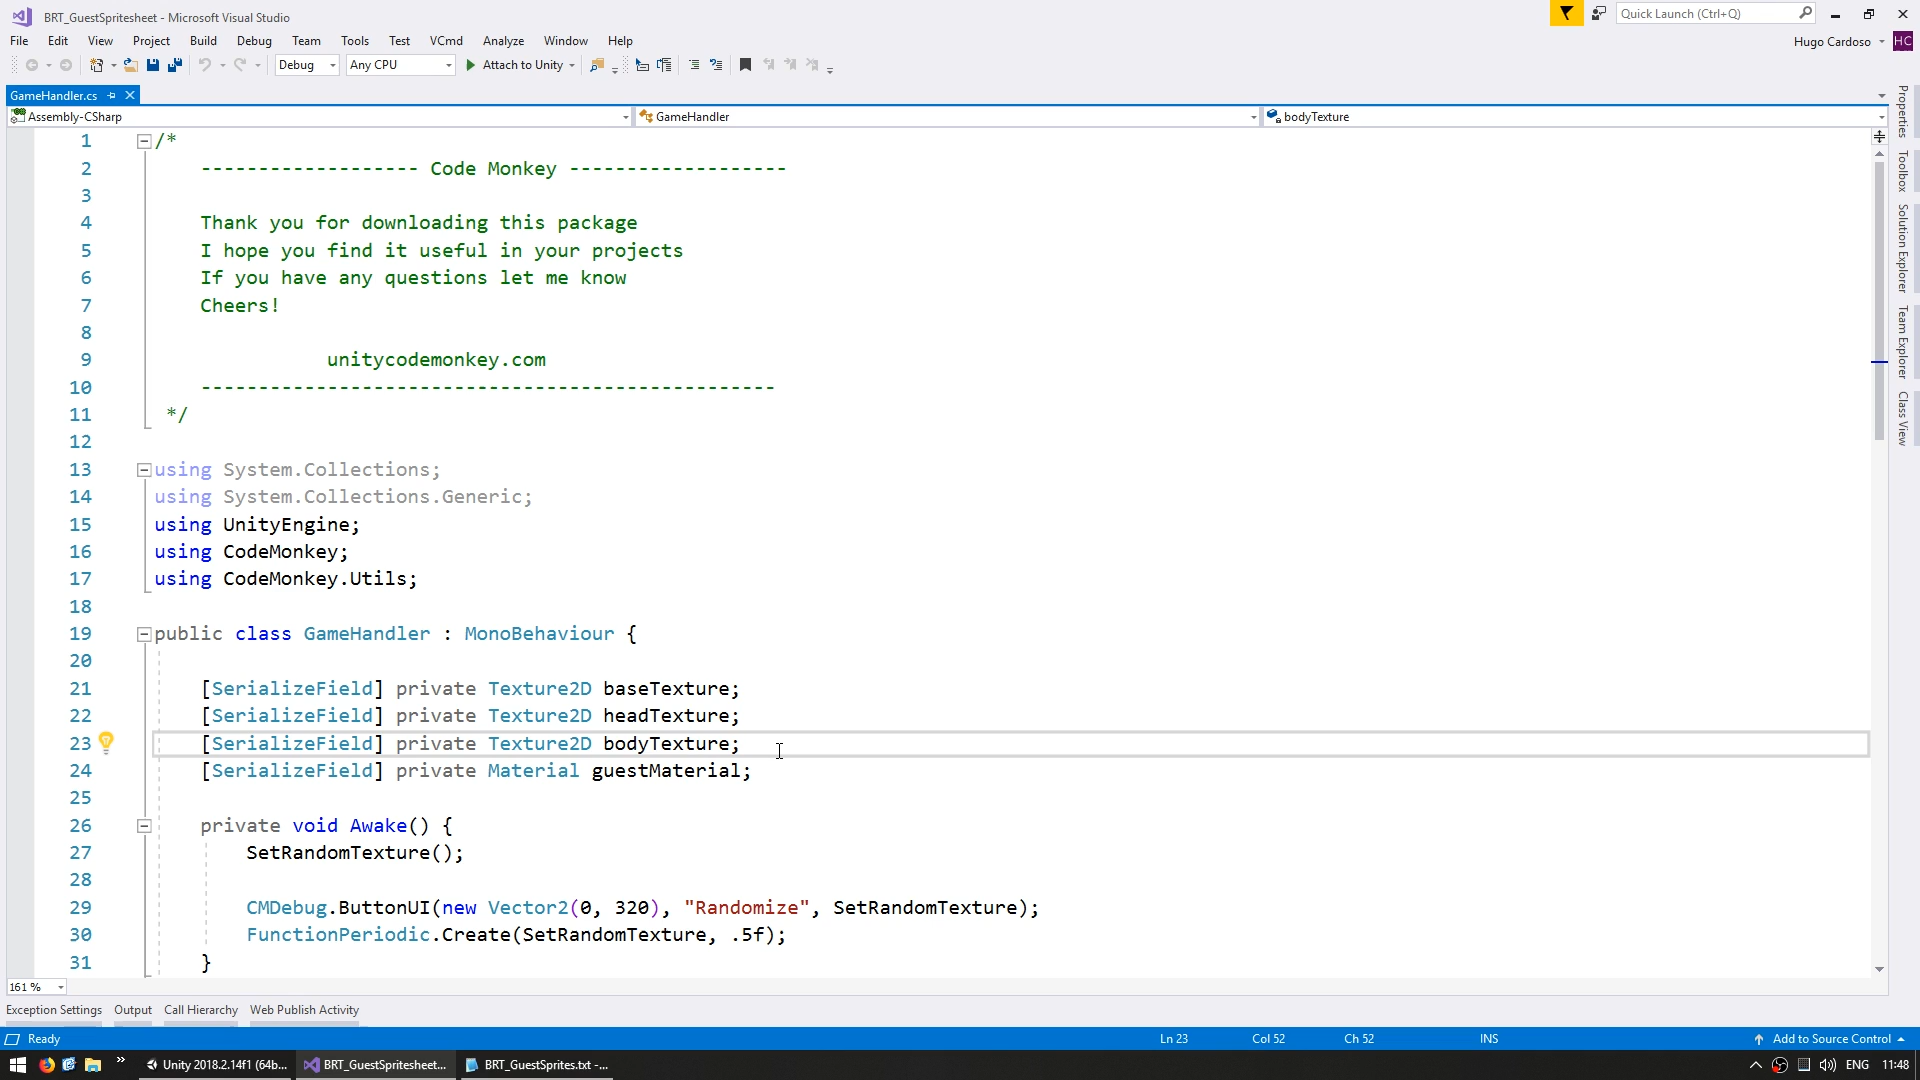 BRT_GuestSpritesheet - Microsoft Visual Studio
Quick Launch (Ctrl+Q)
File Edit View Project Build Debug Team Tools Test VCmd Analyze Window Help
Hugo Cardoso HC
Debug Any CPU Attach to Unity
GameHandler.cs
Assembly-CSharp GameHandler bodyTexture
1 /*
2 ------------------- Code Monkey -------------------
3
4 Thank you for downloading this package
5 I hope you find it useful in your projects
6 If you have any questions let me know
7 Cheers!
8
9 unitycodemonkey.com
10 --------------------------------------------------
11 */
12
13 using System.Collections;
14 using System.Collections.Generic;
15 using UnityEngine;
16 using CodeMonkey;
17 using CodeMonkey.Utils;
18
19 public class GameHandler : MonoBehaviour {
20
21 [SerializeField] private Texture2D baseTexture;
22 [SerializeField] private Texture2D headTexture;
23 [SerializeField] private Texture2D bodyTexture;
24 [SerializeField] private Material guestMaterial;
25
26 private void Awake() {
27 SetRandomTexture();
28
29 CMDebug.ButtonUI(new Vector2(0, 320), "Randomize", SetRandomTexture);
30 FunctionPeriodic.Create(SetRandomTexture, .5f);
31 }
Properties
Toolbox
Solution Explorer
Team Explorer
Class View
161 %
Exception Settings Output Call Hierarchy Web Publish Activity
Ready Ln 23 Col 52 Ch 52 INS Add to Source Control
Unity 2018.2.14f1 (64b... BRT_GuestSpritesheet... BRT_GuestSprites.txt -... ENG 11:48